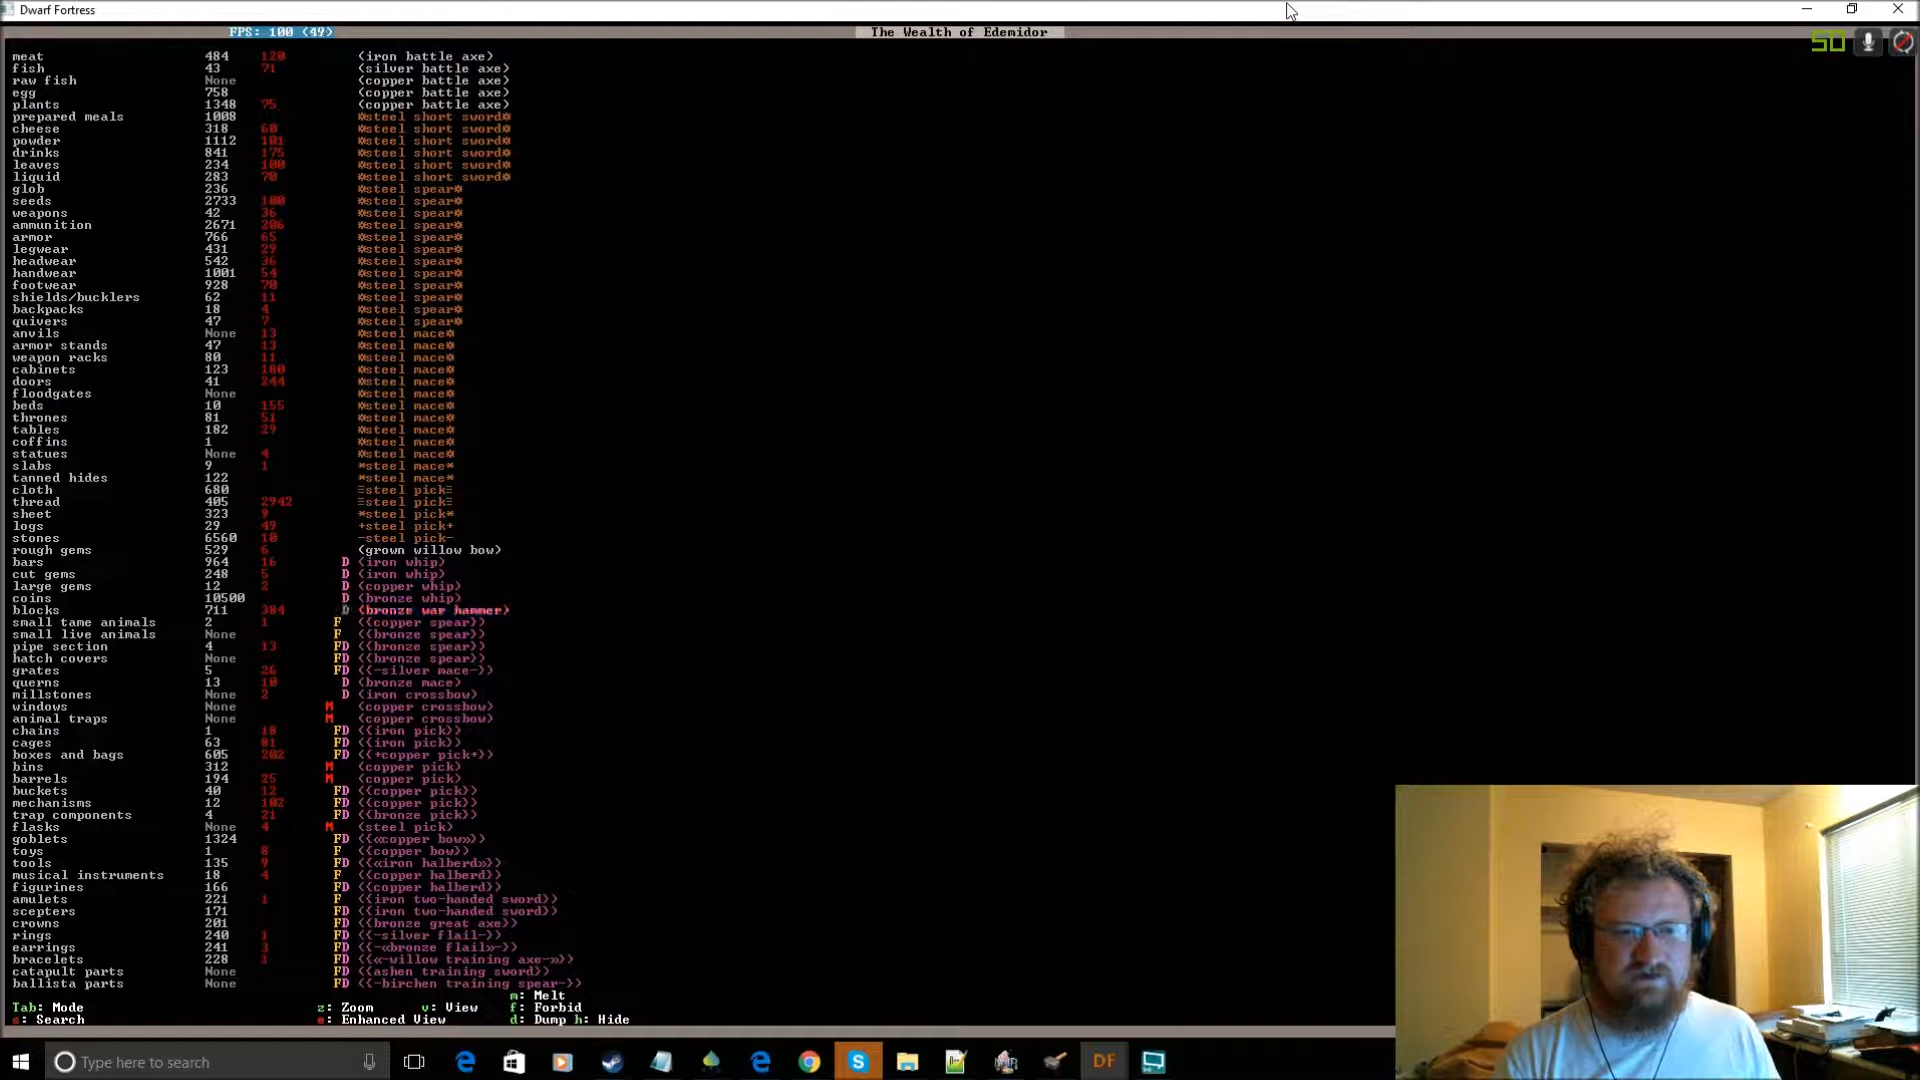 Dwarf Fortress
FPS: 100 (49)
The Wealth of Edemidor
50
meat 484 120 (iron battle axe)
fish 43 71 (silver battle axe)
raw fish None (copper battle axe)
egg 758 (copper battle axe)
plants 1348 75 (copper battle axe)
prepared meals 1008 ☼steel short sword☼
cheese 318 60 ☼steel short sword☼
powder 1112 101 ☼steel short sword☼
drinks 841 175 ☼steel short sword☼
leaves 234 100 ☼steel short sword☼
liquid 283 70 ☼steel short sword☼
glob 236 ☼steel spear☼
seeds 2733 100 ☼steel spear☼
weapons 42 36 ☼steel spear☼
ammunition 2671 206 ☼steel spear☼
armor 766 65 ☼steel spear☼
legwear 431 29 ☼steel spear☼
headwear 542 36 ☼steel spear☼
handwear 1001 54 ☼steel spear☼
footwear 928 70 ☼steel spear☼
shields/bucklers 62 11 ☼steel spear☼
backpacks 18 4 ☼steel spear☼
quivers 47 7 ☼steel spear☼
anvils None 13 ☼steel mace☼
armor stands 47 13 ☼steel mace☼
weapon racks 80 11 ☼steel mace☼
cabinets 123 180 ☼steel mace☼
doors 41 244 ☼steel mace☼
floodgates None ☼steel mace☼
beds 10 155 ☼steel mace☼
thrones 81 51 ☼steel mace☼
tables 182 29 ☼steel mace☼
coffins 1 ☼steel mace☼
statues None 4 ☼steel mace☼
slabs 9 1 *steel mace*
tanned hides 122 *steel mace*
cloth 680 ≡steel pick≡
thread 405 2942 ≡steel pick≡
sheet 323 9 *steel pick*
logs 29 49 +steel pick+
stones 6560 10 -steel pick-
rough gems 529 6 (grown willow bow)
bars 964 16 D (iron whip)
cut gems 248 5 D (iron whip)
large gems 12 2 D (copper whip)
coins 10500 D (bronze whip)
blocks 711 384 D (bronze war hammer)
small tame animals 2 1 F ((copper spear))
small live animals None F ((bronze spear))
pipe section 4 13 FD ((bronze spear))
hatch covers None FD ((bronze spear))
grates 5 26 FD ((-silver mace-))
querns 13 10 D (bronze mace)
millstones None 2 D (iron crossbow)
windows None M (copper crossbow)
animal traps None M (copper crossbow)
chains 1 18 FD ((iron pick))
cages 63 81 FD ((iron pick))
boxes and bags 605 202 FD ((+copper pick+))
bins 312 M (copper pick)
barrels 194 25 M (copper pick)
buckets 40 12 FD ((copper pick))
mechanisms 12 102 FD ((copper pick))
trap components 4 21 FD ((bronze pick))
flasks None 4 M (steel pick)
goblets 1324 FD ((«copper bow»))
toys 1 8 F ((copper bow))
tools 135 9 FD ((«iron halberd»))
musical instruments 18 4 F ((copper halberd))
figurines 166 FD ((copper halberd))
amulets 221 1 F ((iron two-handed sword))
scepters 171 FD ((iron two-handed sword))
crowns 201 FD ((bronze great axe))
rings 240 1 FD ((-silver flail-))
earrings 241 3 FD ((-«bronze flail»-))
bracelets 228 1 FD ((«-willow training axe-»))
catapult parts None FD ((ashen training sword))
ballista parts None FD ((-birchen training spear-))
m: Melt
Tab: Mode z: Zoom v: View f: Forbid
s: Search e: Enhanced View d: Dump h: Hide
Type here to search
DF